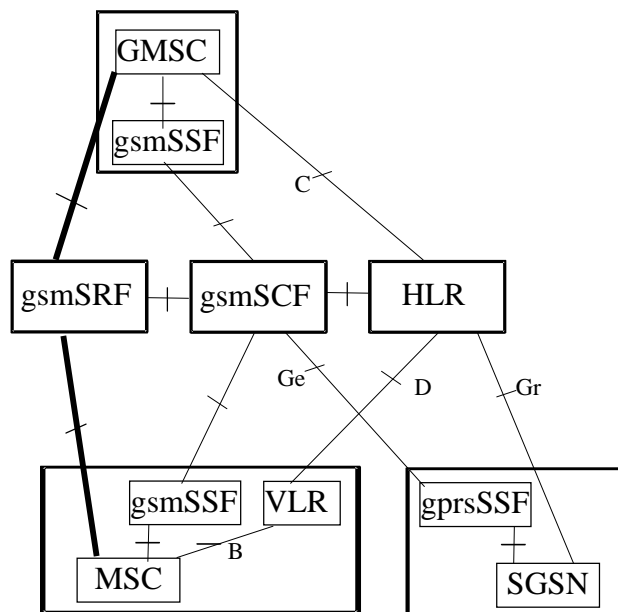 GMSC
gsmSSF
C
gsmSRF
gsmSCF
HLR
Ge
D
Gr
gsmSSF
VLR
gprsSSF
B
MSC
SGSN